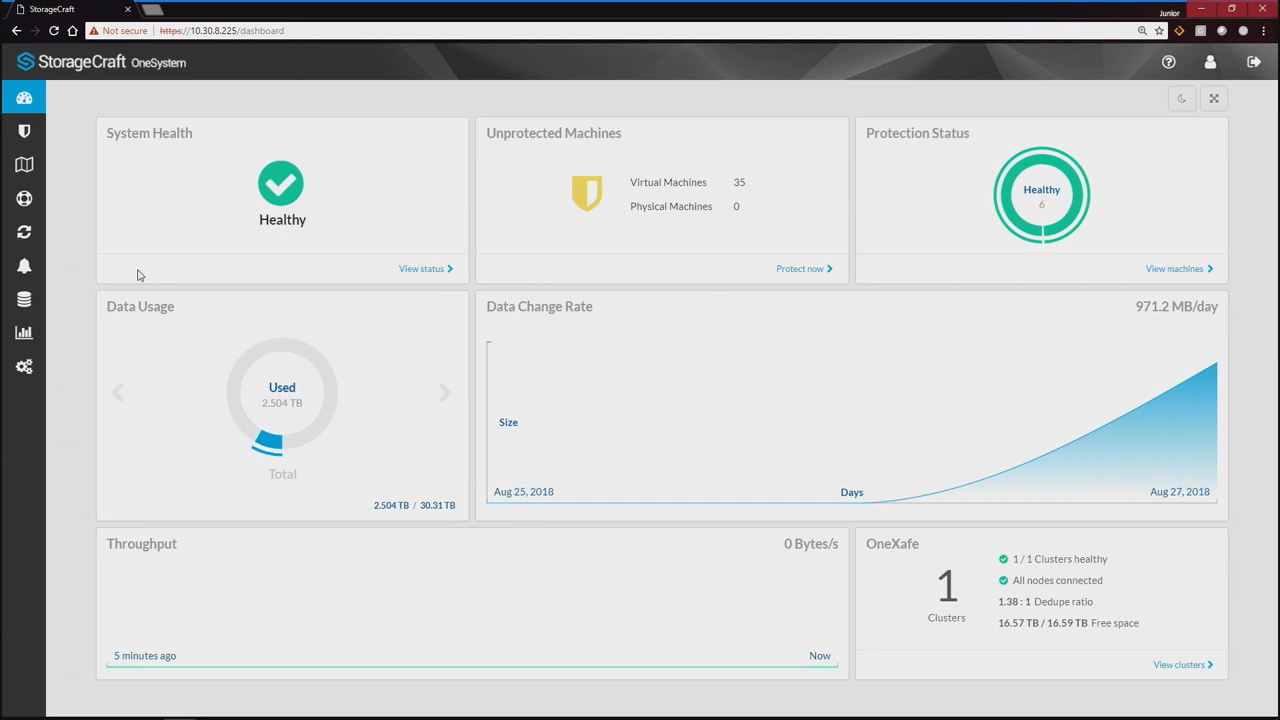 StorageCraft
Junior
Not secure
https://10.30.8.225/dashboard
StorageCraft OneSystem
System Health
Healthy
View status
Unprotected Machines
Virtual Machines 35
Physical Machines 0
Protect now
Protection Status
Healthy
6
View machines
Data Usage
Used
2.504 TB
Total
2.504 TB / 30.31 TB
Data Change Rate 971.2 MB/day
Size
Aug 25, 2018 Days Aug 27, 2018
Throughput 0 Bytes/s
5 minutes ago Now
OneXafe
1
Clusters
1 / 1 Clusters healthy
All nodes connected
1.38 : 1 Dedupe ratio
16.57 TB / 16.59 TB Free space
View clusters